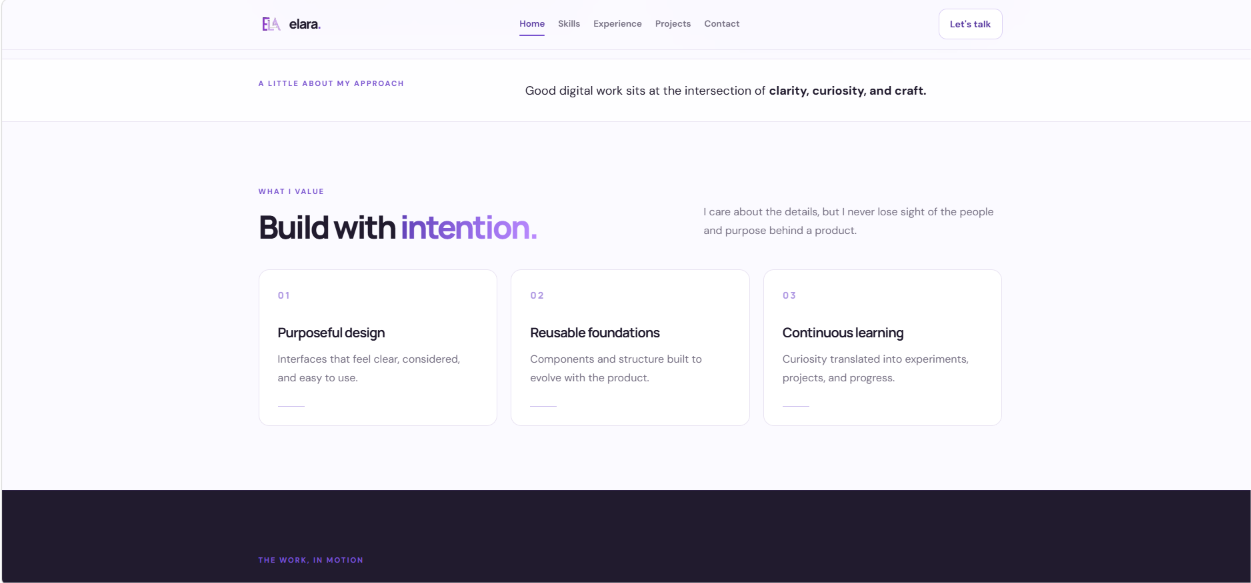 ELA elara.
Home Skills Experience Projects Contact
Let's talk
A LITTLE ABOUT MY APPROACH
Good digital work sits at the intersection of clarity, curiosity, and craft.
WHAT I VALUE
Build with intention.
I care about the details, but I never lose sight of the people
and purpose behind a product.
01
Purposeful design
Interfaces that feel clear, considered,
and easy to use.
02
Reusable foundations
Components and structure built to
evolve with the product.
03
Continuous learning
Curiosity translated into experiments,
projects, and progress.
THE WORK, IN MOTION